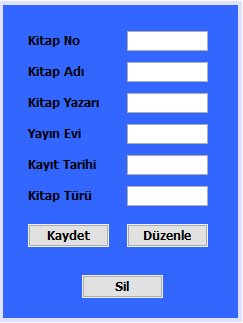 Kitap No
Kitap Adı
Kitap Yazarı
Yayın Evi
Kayıt Tarihi
Kitap Türü
Kaydet Düzenle
Sil